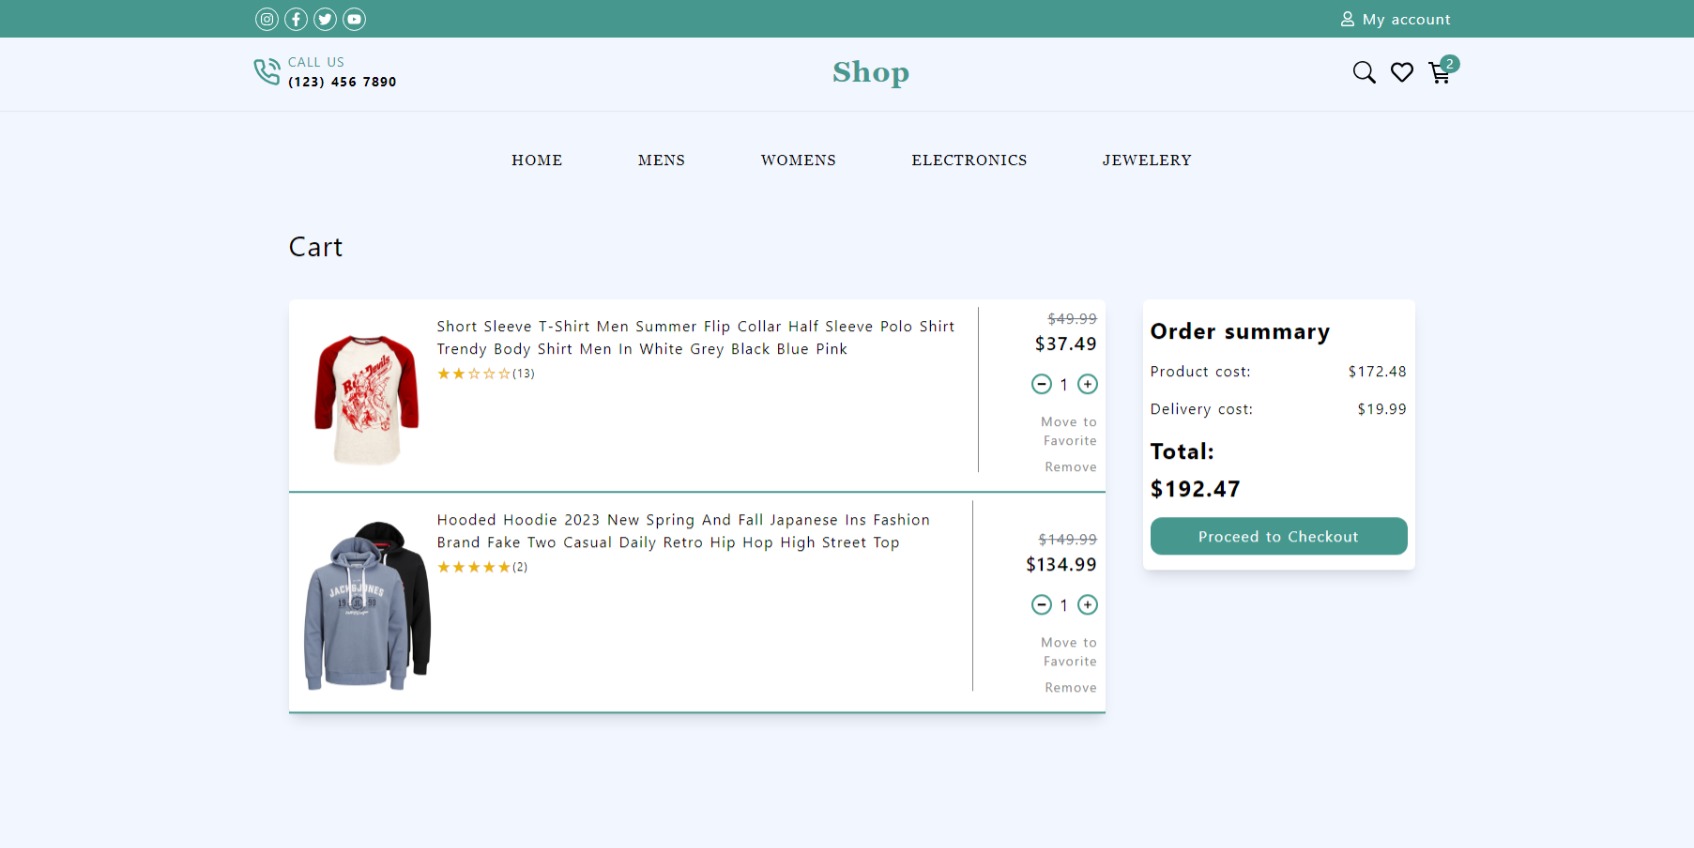 My account
CALL US
(123) 456 7890
Shop
2
HOME MENS WOMENS ELECTRONICS JEWELERY
Cart
Short Sleeve T-Shirt Men Summer Flip Collar Half Sleeve Polo Shirt
Trendy Body Shirt Men In White Grey Black Blue Pink
(13)
$49.99
$37.49
1
Move to
Favorite
Remove
Hooded Hoodie 2023 New Spring And Fall Japanese Ins Fashion
Brand Fake Two Casual Daily Retro Hip Hop High Street Top
(2)
JACK&JONES
$149.99
$134.99
1
Move to
Favorite
Remove
Order summary
Product cost: $172.48
Delivery cost: $19.99
Total:
$192.47
Proceed to Checkout